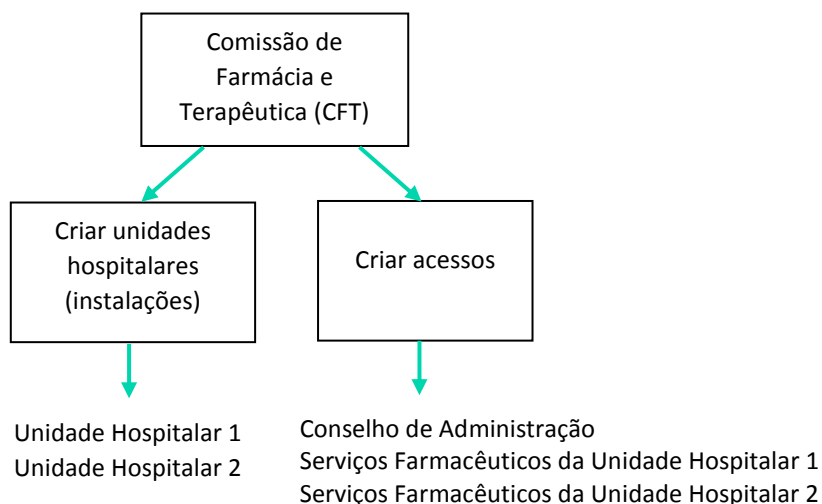 Comissão de
Farmácia e
Terapêutica (CFT)
Criar unidades
hospitalares
(instalações)
Criar acessos
Unidade Hospitalar 1
Unidade Hospitalar 2
Conselho de Administração
Serviços Farmacêuticos da Unidade Hospitalar 1
Serviços Farmacêuticos da Unidade Hospitalar 2